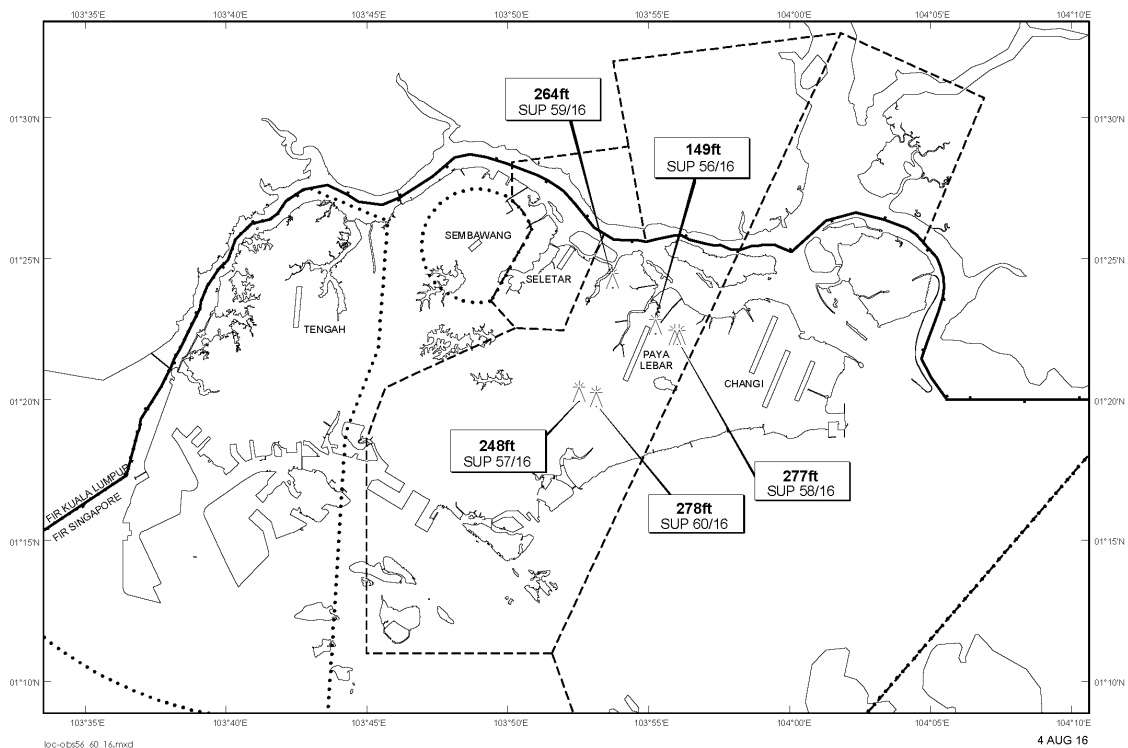 103°35'E 103°40'E 103°45'E 103°50'E 103°55'E 104°00'E 104°05'E 104°10'E
01°30'N 01°30'N
264ft
SUP 59/16
149ft
SUP 56/16
SEMBAWANG
01°25'N 01°25'N
SELETAR
TENGAH
PAYA
LEBAR
CHANGI
01°20'N 01°20'N
248ft
SUP 57/16
277ft
SUP 58/16
278ft
SUP 60/16
FIR KUALA LUMPUR
FIR SINGAPORE
01°15'N 01°15'N
01°10'N 01°10'N
103°35'E 103°40'E 103°45'E 103°50'E 103°55'E 104°00'E 104°05'E 104°10'E
loc-obs56_60_16.mxd
4 AUG 16